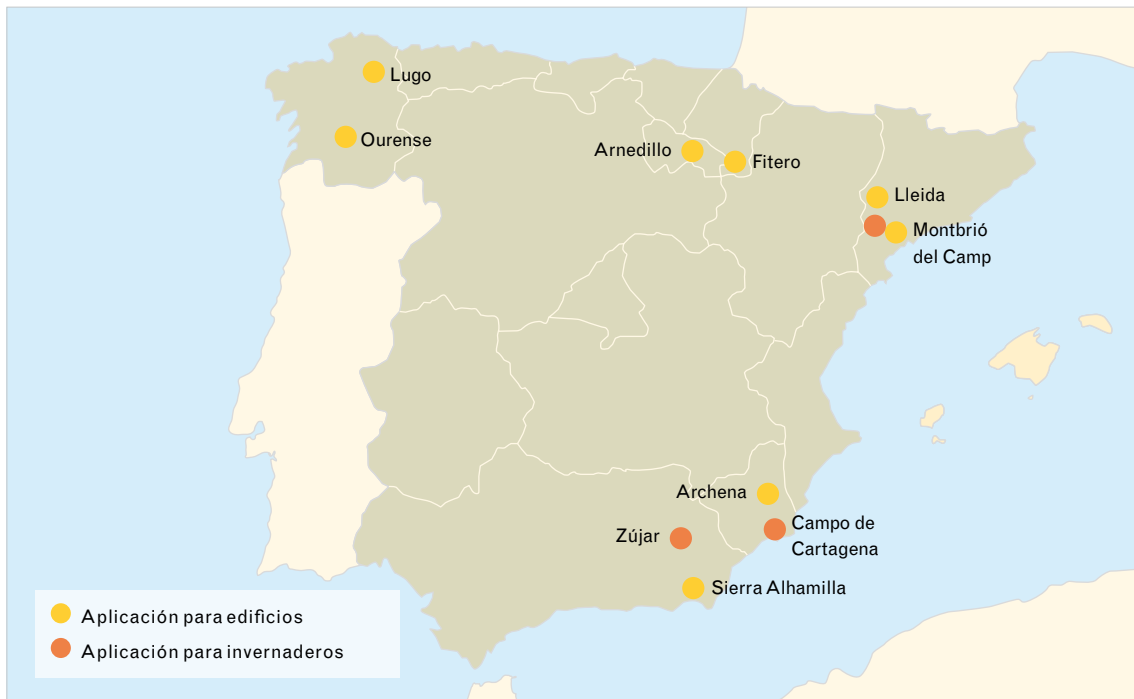 Lugo
Ourense
Arnedillo
Fitero
Lleida
Montbrió
del Camp
Archena
Campo de
Cartagena
Zújar
Sierra Alhamilla
Aplicación para edificios
Aplicación para invernaderos